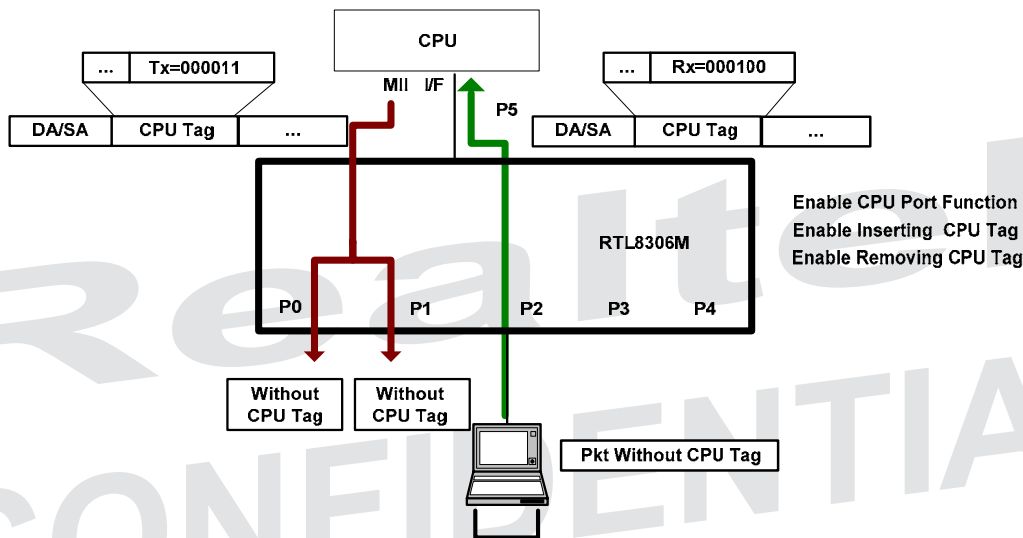 CPU
... Tx=000011
... Rx=000100
MII I/F
P5
DA/SA CPU Tag ...
DA/SA CPU Tag ...
Enable CPU Port Function
Enable Inserting CPU Tag
Enable Removing CPU Tag
RTL8306M
P0 P1 P2 P3 P4
Without
CPU Tag
Without
CPU Tag
Pkt Without CPU Tag
Realtek
CONFIDENTIA